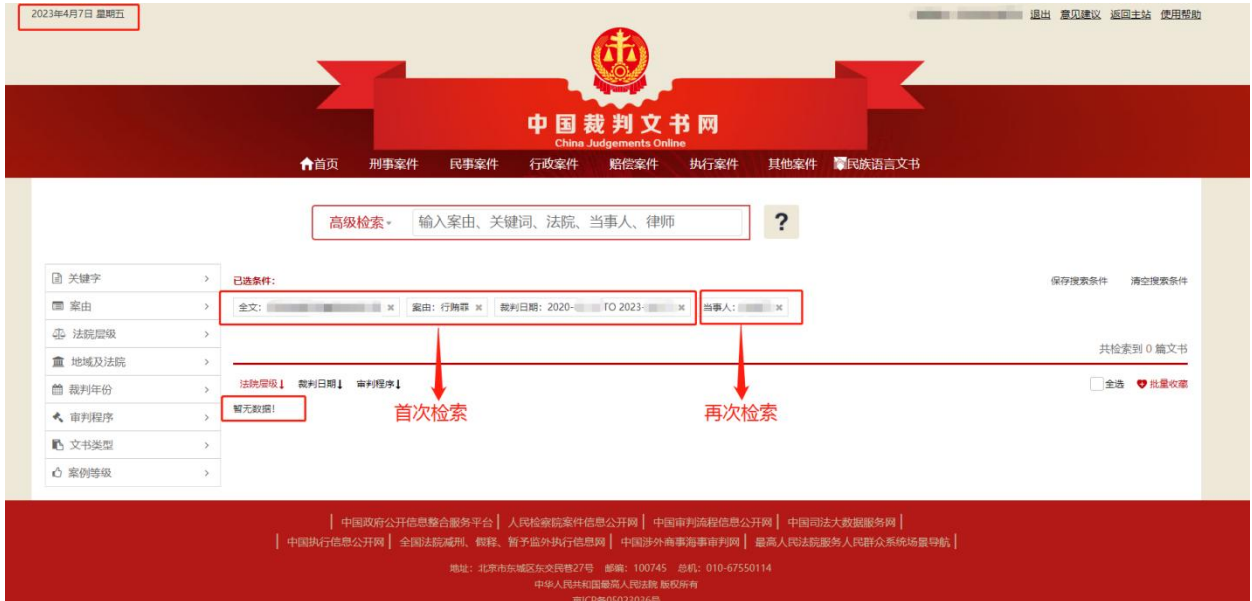 2023年4月7日 星期五
退出 意见建议 返回主站 使用帮助
中国裁判文书网
China Judgements Online
首页 刑事案件 民事案件 行政案件 赔偿案件 执行案件 其他案件 民族语言文书
高级检索 输入案由、关键词、法院、当事人、律师 ?
关键字
案由
法院层级
地域及法院
裁判年份
审判程序
文书类型
案例等级
已选条件: 保存搜索条件 清空搜索条件
全文: 案由: 行贿罪 裁判日期: 2020- TO 2023- 当事人:
共检索到 0 篇文书
法院层级 裁判日期 审判程序 全选 批量收藏
暂无数据!
首次检索 再次检索
中国政府公开信息整合服务平台 | 人民检察院案件信息公开网 | 中国审判流程信息公开网 | 中国司法大数据服务网 |
中国执行信息公开网 | 全国法院减刑、假释、暂予监外执行信息网 | 中国涉外商事海事审判网 | 最高人民法院服务人民群众系统场景导航 |
地址: 北京市东城区东交民巷27号 邮编: 100745 总机: 010-67550114
中华人民共和国最高人民法院 版权所有
京ICP备05023036号